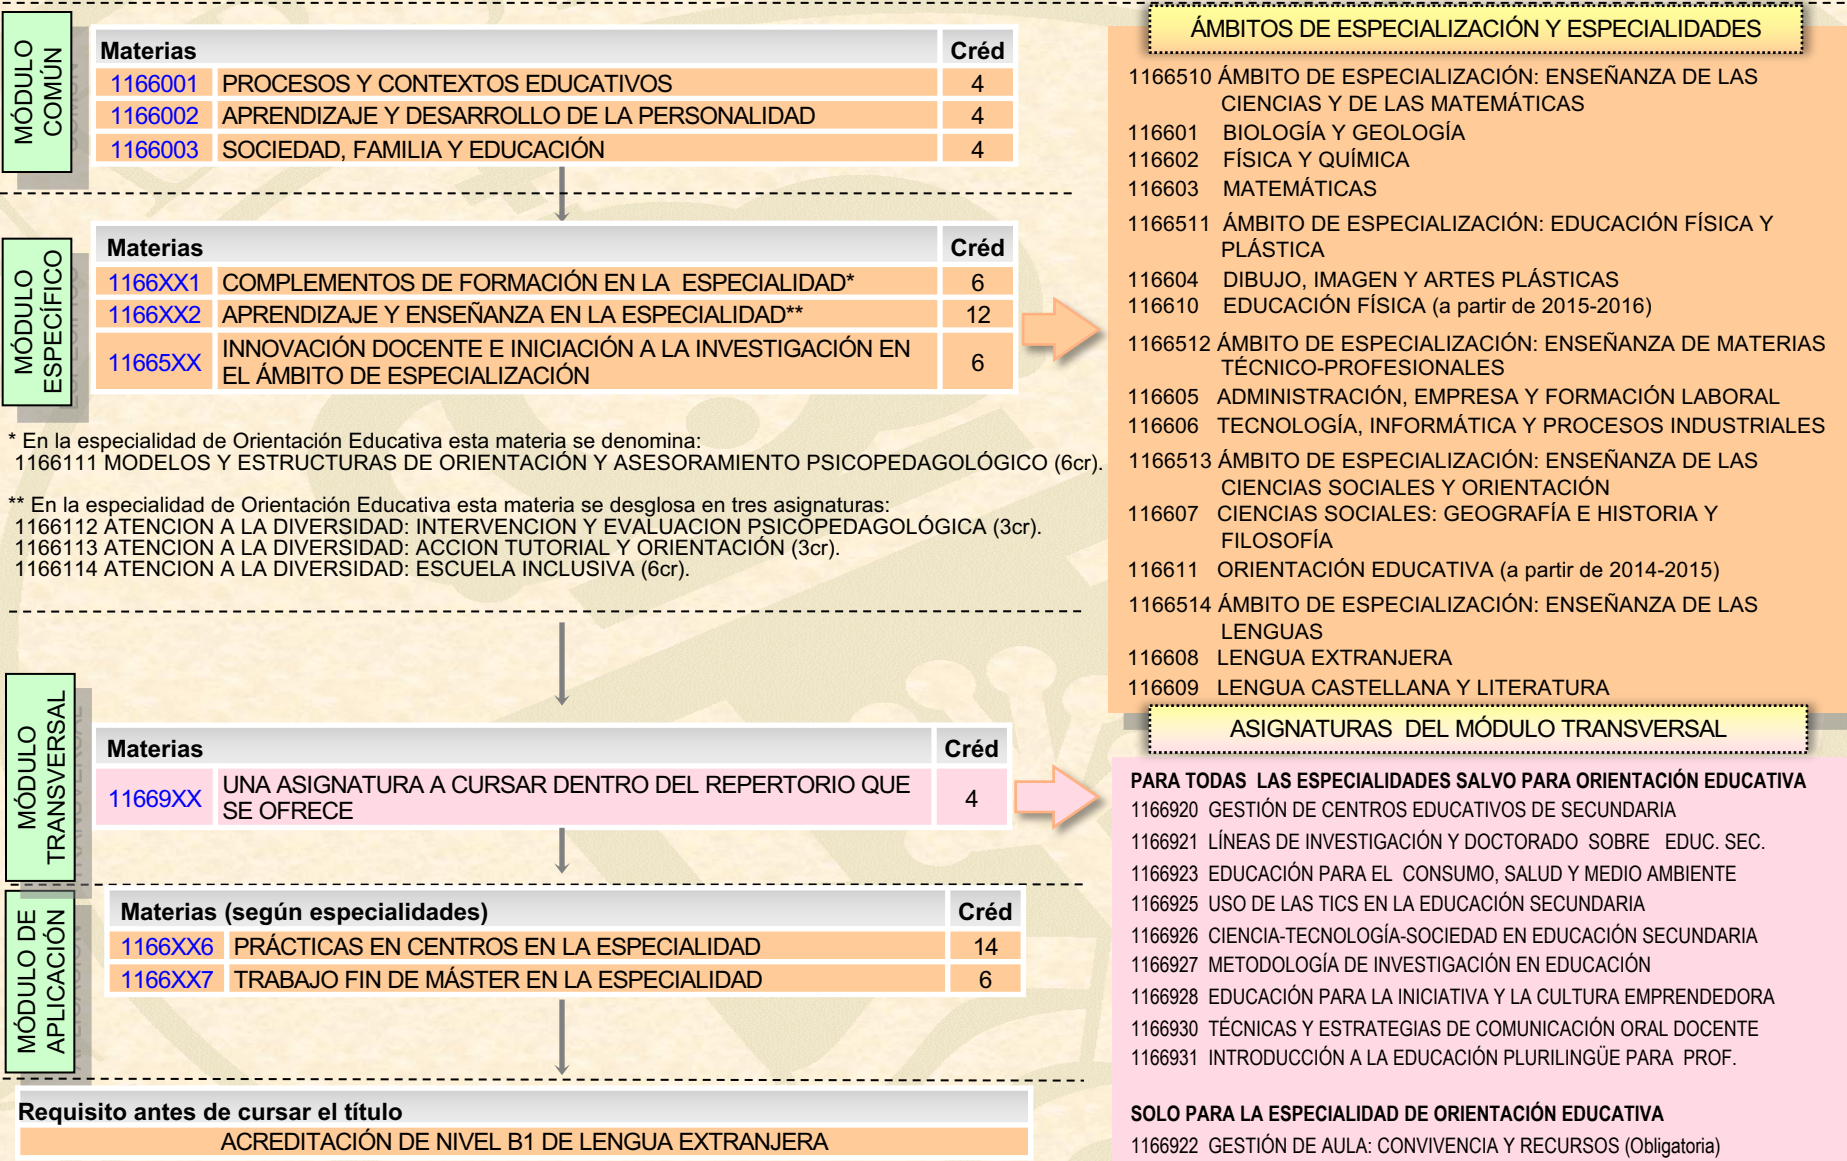 MÓDULO
COMÚN
Materias Créd
1166001 PROCESOS Y CONTEXTOS EDUCATIVOS 4
1166002 APRENDIZAJE Y DESARROLLO DE LA PERSONALIDAD 4
1166003 SOCIEDAD, FAMILIA Y EDUCACIÓN 4
MÓDULO
ESPECÍFICO
Materias Créd
1166XX1 COMPLEMENTOS DE FORMACIÓN EN LA ESPECIALIDAD* 6
1166XX2 APRENDIZAJE Y ENSEÑANZA EN LA ESPECIALIDAD** 12
11665XX INNOVACIÓN DOCENTE E INICIACIÓN A LA INVESTIGACIÓN EN
EL ÁMBITO DE ESPECIALIZACIÓN 6
* En la especialidad de Orientación Educativa esta materia se denomina:
1166111 MODELOS Y ESTRUCTURAS DE ORIENTACIÓN Y ASESORAMIENTO PSICOPEDAGOLÓGICO (6cr).
** En la especialidad de Orientación Educativa esta materia se desglosa en tres asignaturas:
1166112 ATENCION A LA DIVERSIDAD: INTERVENCION Y EVALUACION PSICOPEDAGOLÓGICA (3cr).
1166113 ATENCION A LA DIVERSIDAD: ACCION TUTORIAL Y ORIENTACIÓN (3cr).
1166114 ATENCION A LA DIVERSIDAD: ESCUELA INCLUSIVA (6cr).
MÓDULO
TRANSVERSAL
Materias Créd
11669XX UNA ASIGNATURA A CURSAR DENTRO DEL REPERTORIO QUE
SE OFRECE 4
MÓDULO DE
APLICACIÓN
Materias (según especialidades) Créd
1166XX6 PRÁCTICAS EN CENTROS EN LA ESPECIALIDAD 14
1166XX7 TRABAJO FIN DE MÁSTER EN LA ESPECIALIDAD 6
Requisito antes de cursar el título
ACREDITACIÓN DE NIVEL B1 DE LENGUA EXTRANJERA
ÁMBITOS DE ESPECIALIZACIÓN Y ESPECIALIDADES
1166510 ÁMBITO DE ESPECIALIZACIÓN: ENSEÑANZA DE LAS
CIENCIAS Y DE LAS MATEMÁTICAS
116601 BIOLOGÍA Y GEOLOGÍA
116602 FÍSICA Y QUÍMICA
116603 MATEMÁTICAS
1166511 ÁMBITO DE ESPECIALIZACIÓN: EDUCACIÓN FÍSICA Y
PLÁSTICA
116604 DIBUJO, IMAGEN Y ARTES PLÁSTICAS
116610 EDUCACIÓN FÍSICA (a partir de 2015-2016)
1166512 ÁMBITO DE ESPECIALIZACIÓN: ENSEÑANZA DE MATERIAS
TÉCNICO-PROFESIONALES
116605 ADMINISTRACIÓN, EMPRESA Y FORMACIÓN LABORAL
116606 TECNOLOGÍA, INFORMÁTICA Y PROCESOS INDUSTRIALES
1166513 ÁMBITO DE ESPECIALIZACIÓN: ENSEÑANZA DE LAS
CIENCIAS SOCIALES Y ORIENTACIÓN
116607 CIENCIAS SOCIALES: GEOGRAFÍA E HISTORIA Y
FILOSOFÍA
116611 ORIENTACIÓN EDUCATIVA (a partir de 2014-2015)
1166514 ÁMBITO DE ESPECIALIZACIÓN: ENSEÑANZA DE LAS
LENGUAS
116608 LENGUA EXTRANJERA
116609 LENGUA CASTELLANA Y LITERATURA
ASIGNATURAS DEL MÓDULO TRANSVERSAL
PARA TODAS LAS ESPECIALIDADES SALVO PARA ORIENTACIÓN EDUCATIVA
1166920 GESTIÓN DE CENTROS EDUCATIVOS DE SECUNDARIA
1166921 LÍNEAS DE INVESTIGACIÓN Y DOCTORADO SOBRE EDUC. SEC.
1166923 EDUCACIÓN PARA EL CONSUMO, SALUD Y MEDIO AMBIENTE
1166925 USO DE LAS TICS EN LA EDUCACIÓN SECUNDARIA
1166926 CIENCIA-TECNOLOGÍA-SOCIEDAD EN EDUCACIÓN SECUNDARIA
1166927 METODOLOGÍA DE INVESTIGACIÓN EN EDUCACIÓN
1166928 EDUCACIÓN PARA LA INICIATIVA Y LA CULTURA EMPRENDEDORA
1166930 TÉCNICAS Y ESTRATEGIAS DE COMUNICACIÓN ORAL DOCENTE
1166931 INTRODUCCIÓN A LA EDUCACIÓN PLURILINGÜE PARA PROF.
SOLO PARA LA ESPECIALIDAD DE ORIENTACIÓN EDUCATIVA
1166922 GESTIÓN DE AULA: CONVIVENCIA Y RECURSOS (Obligatoria)